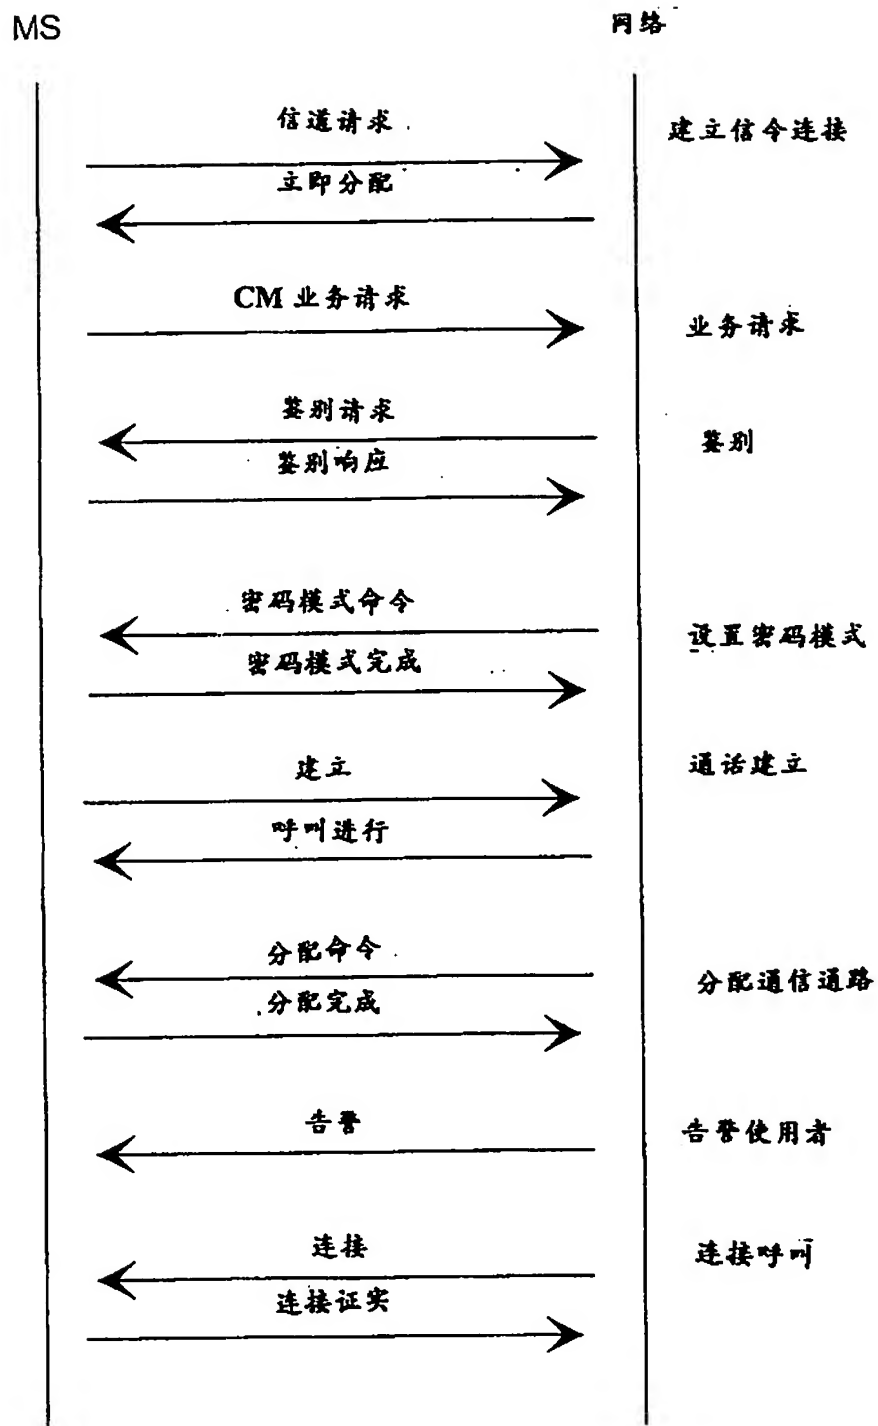 MS
网络
信道请求
建立信令连接
立即分配
CM 业务请求
业务请求
鉴别请求
鉴别
鉴别响应
密码模式命令
设置密码模式
密码模式完成
通话建立
建立
呼叫进行
分配命令
分配通信通路
分配完成
告警
告警使用者
连接
连接呼叫
连接证实